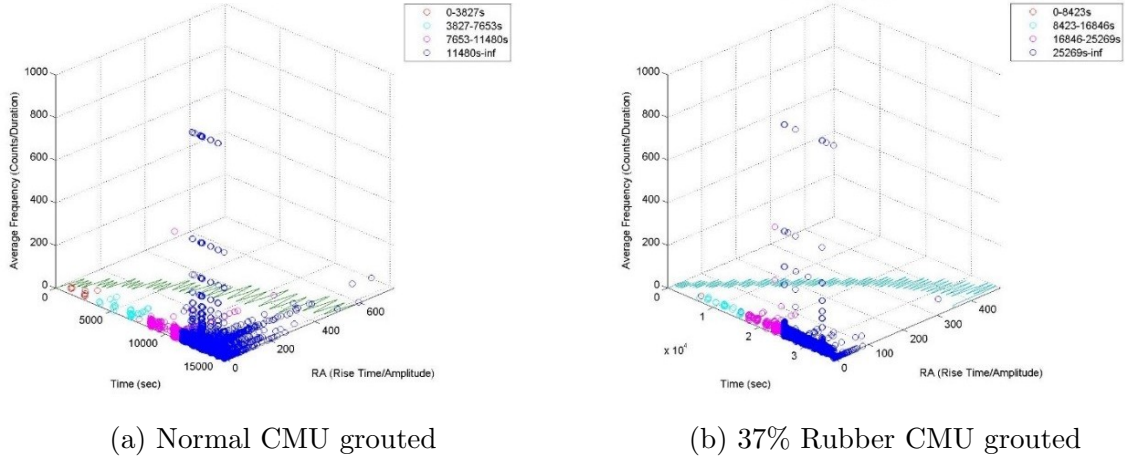 0-3827s
3827-7653s
7653-11480s
11480s-inf
1000
800
600
400
200
0
Average Frequency (Counts/Duration)
0
5000
10000
15000
Time (sec)
0
200
400
600
RA (Rise Time/Amplitude)
(a) Normal CMU grouted
0-8423s
8423-16846s
16846-25269s
25269s-inf
1000
800
600
400
200
0
Average Frequency (Counts/Duration)
0
1
2
3
x 10⁴
Time (sec)
0
100
200
300
400
RA (Rise Time/Amplitude)
(b) 37% Rubber CMU grouted